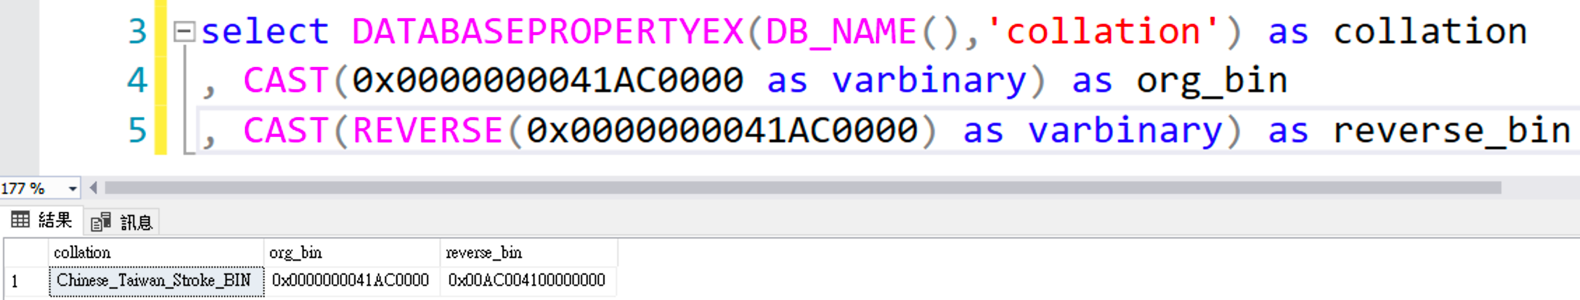 3 select DATABASEPROPERTYEX(DB_NAME(),'collation') as collation
4 , CAST(0x0000000041AC0000 as varbinary) as org_bin
5 , CAST(REVERSE(0x0000000041AC0000) as varbinary) as reverse_bin
177 %
結果 訊息
collation org_bin reverse_bin
1 Chinese_Taiwan_Stroke_BIN 0x0000000041AC0000 0x00AC004100000000